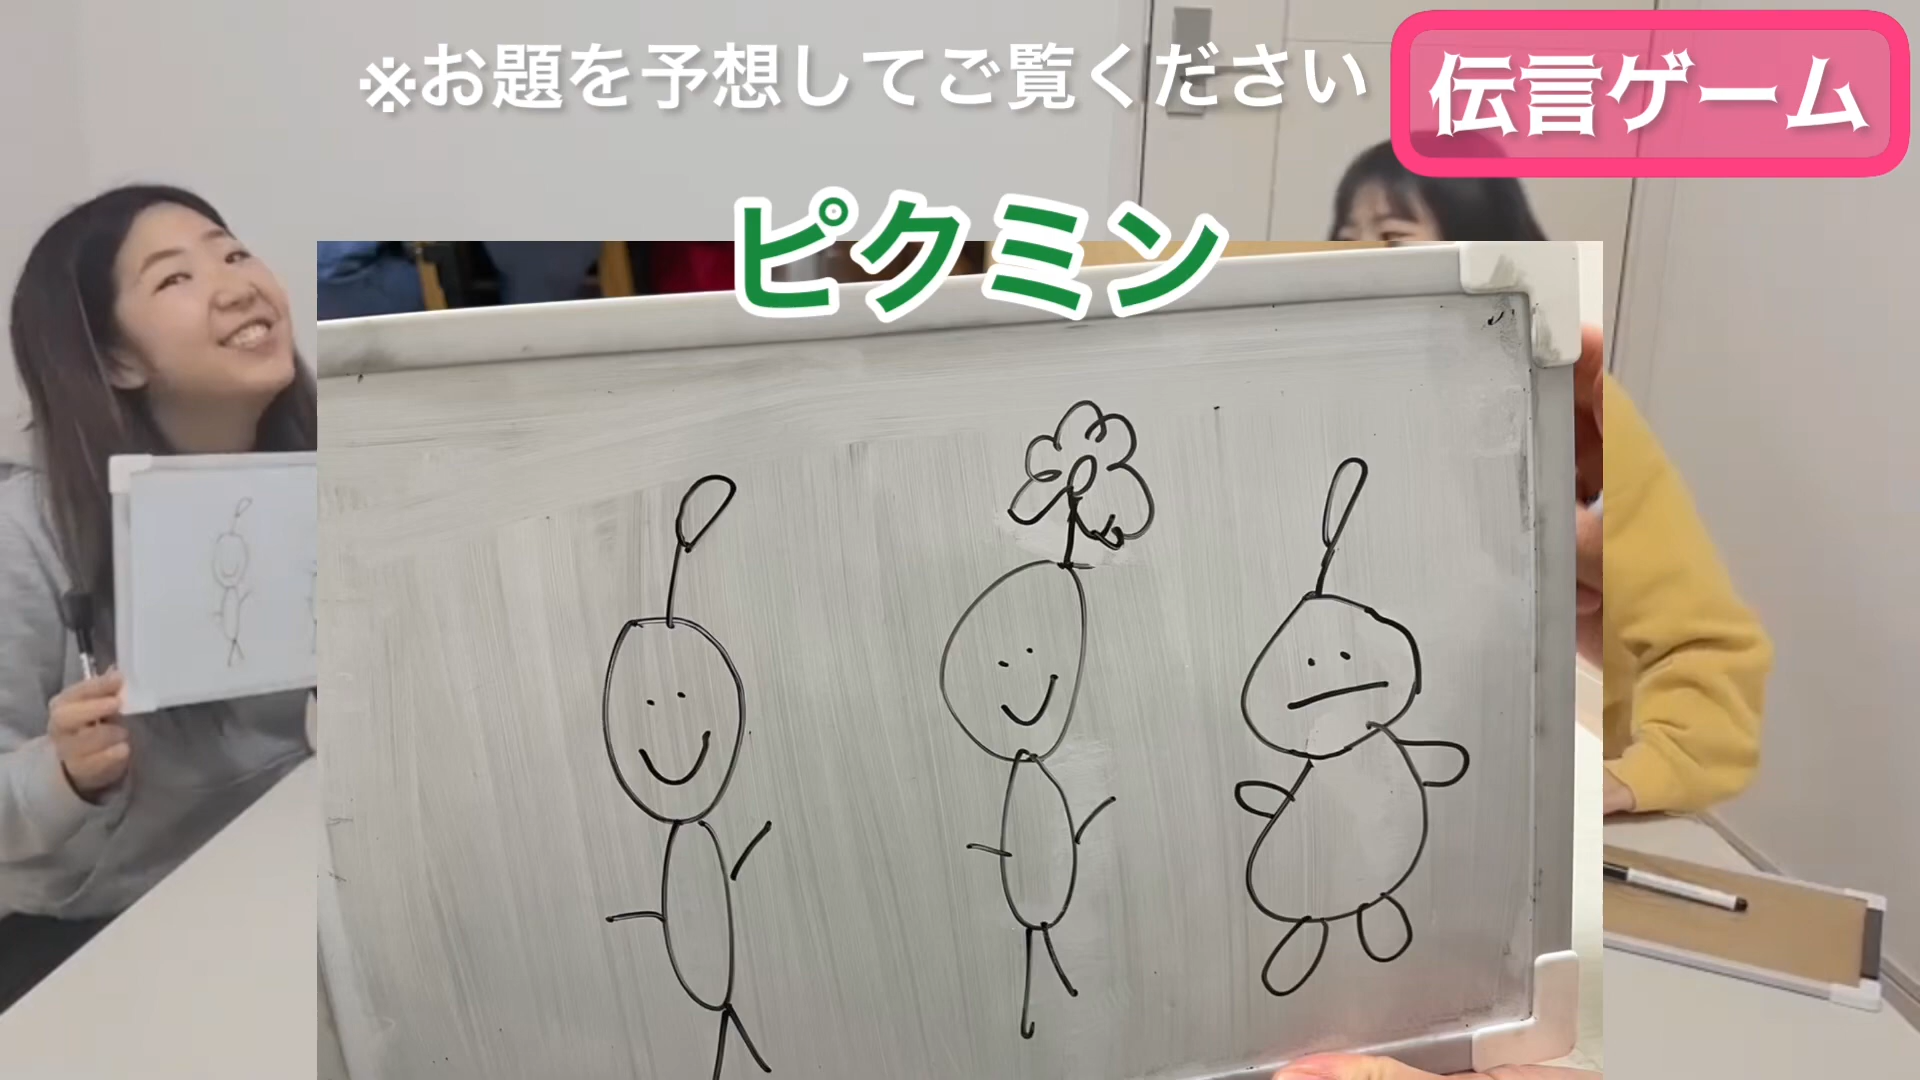 ※お題を予想してご覧ください
伝言ゲーム
ピクミン